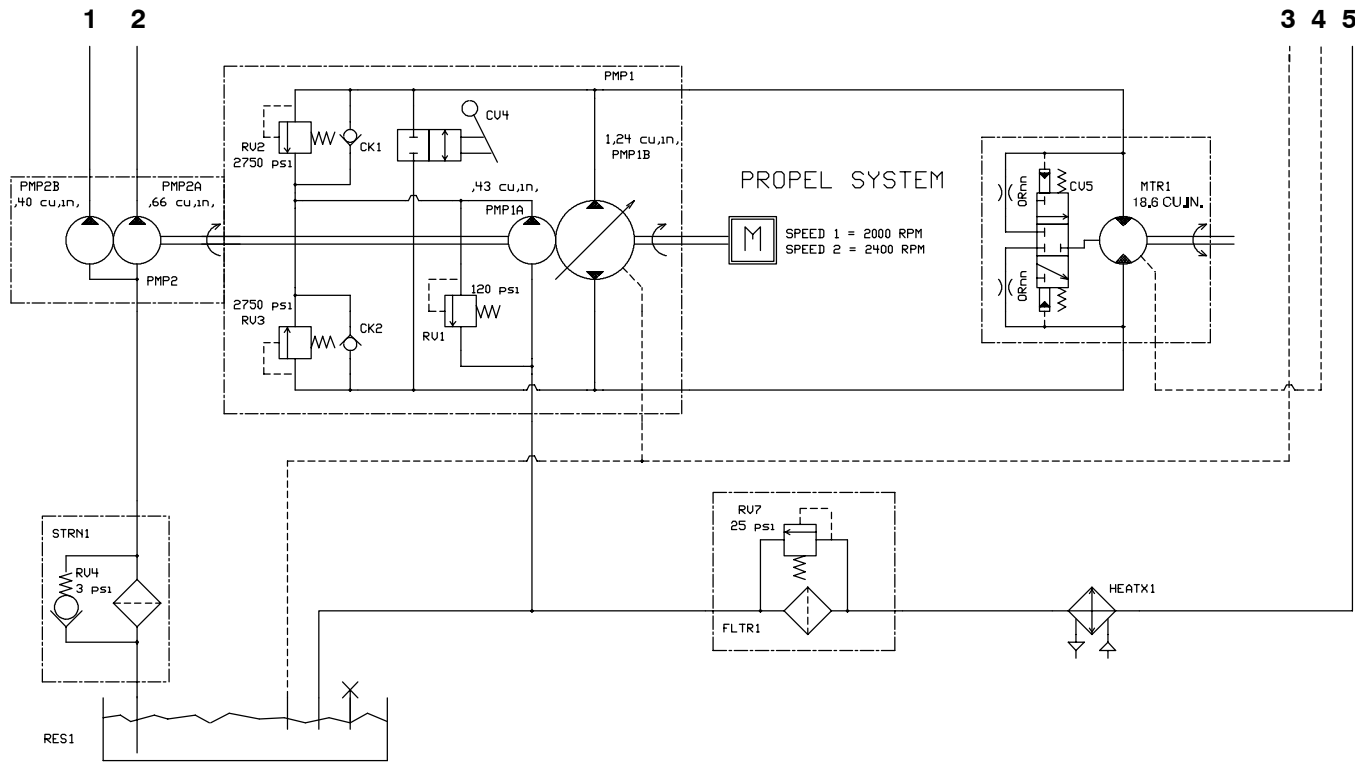 1 2 3 4 5
PMP1
CV4
RV2
2750 PSI
CK1
1,24 cu,in,
PMP1B
PROPEL SYSTEM
PMP2B
,40 cu,in,
PMP2A
,66 cu,in,
,43 cu,in,
PMP1A
ORnn
CV5
MTR1
18.6 CU.IN.
M
SPEED 1 = 2000 RPM
SPEED 2 = 2400 RPM
PMP2
2750 PSI
RV3
120 PSI
RV1
CK2
ORnn
STRN1
RV4
3 PSI
RV7
25 PSI
FLTR1
HEATX1
RES1